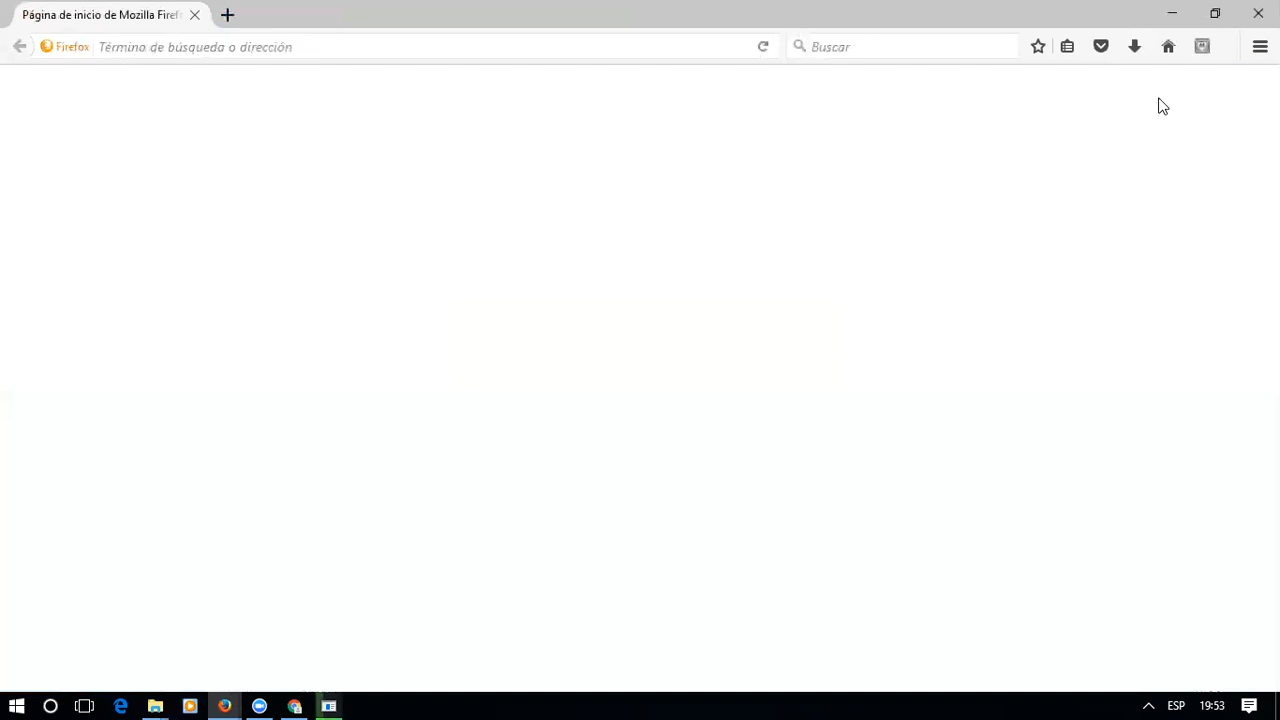 Página de inicio de Mozilla Firef
Firefox Término de búsqueda o dirección
Buscar
ESP 19:53